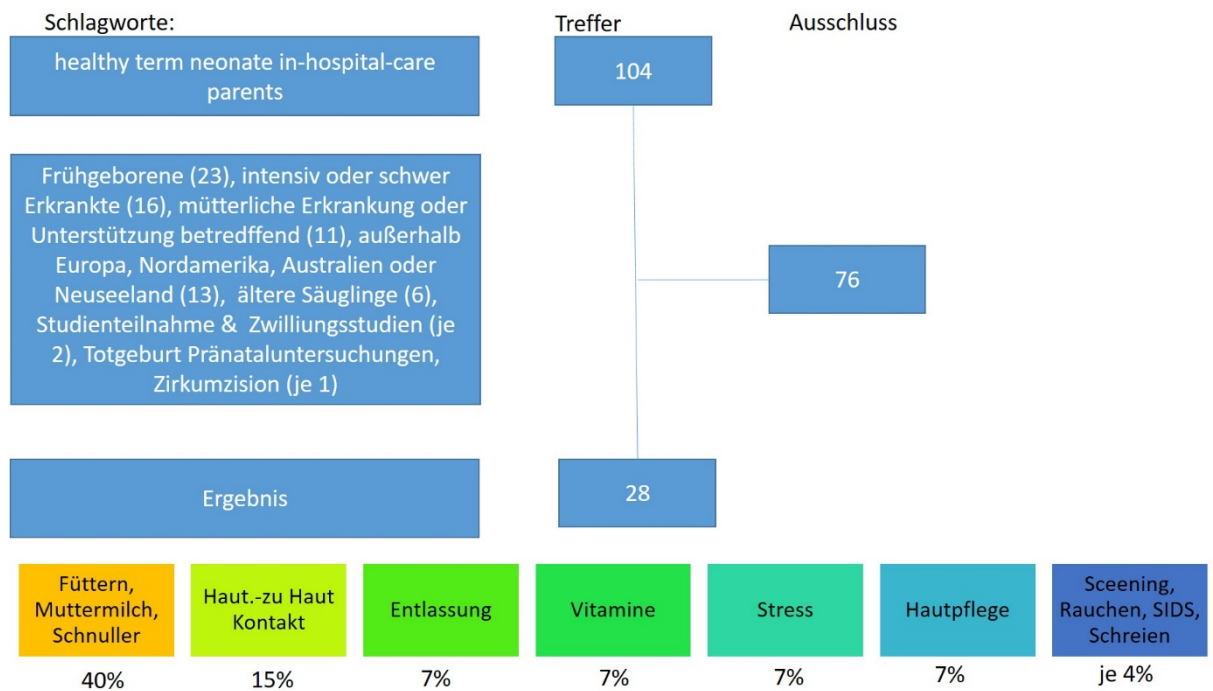 Schlagworte:
Treffer
Ausschluss
healthy term neonate in-hospital-care
parents
104
Frühgeborene (23), intensiv oder schwer
Erkrankte (16), mütterliche Erkrankung oder
Unterstützung betredffend (11), außerhalb
Europa, Nordamerika, Australien oder
Neuseeland (13), ältere Säuglinge (6),
Studienteilnahme & Zwilliungsstudien (je
2), Totgeburt Pränataluntersuchungen,
Zirkumzision (je 1)
76
Ergebnis
28
Füttern,
Muttermilch,
Schnuller
Haut.-zu Haut
Kontakt
Entlassung
Vitamine
Stress
Hautpflege
Sceening,
Rauchen, SIDS,
Schreien
40%
15%
7%
7%
7%
7%
je 4%